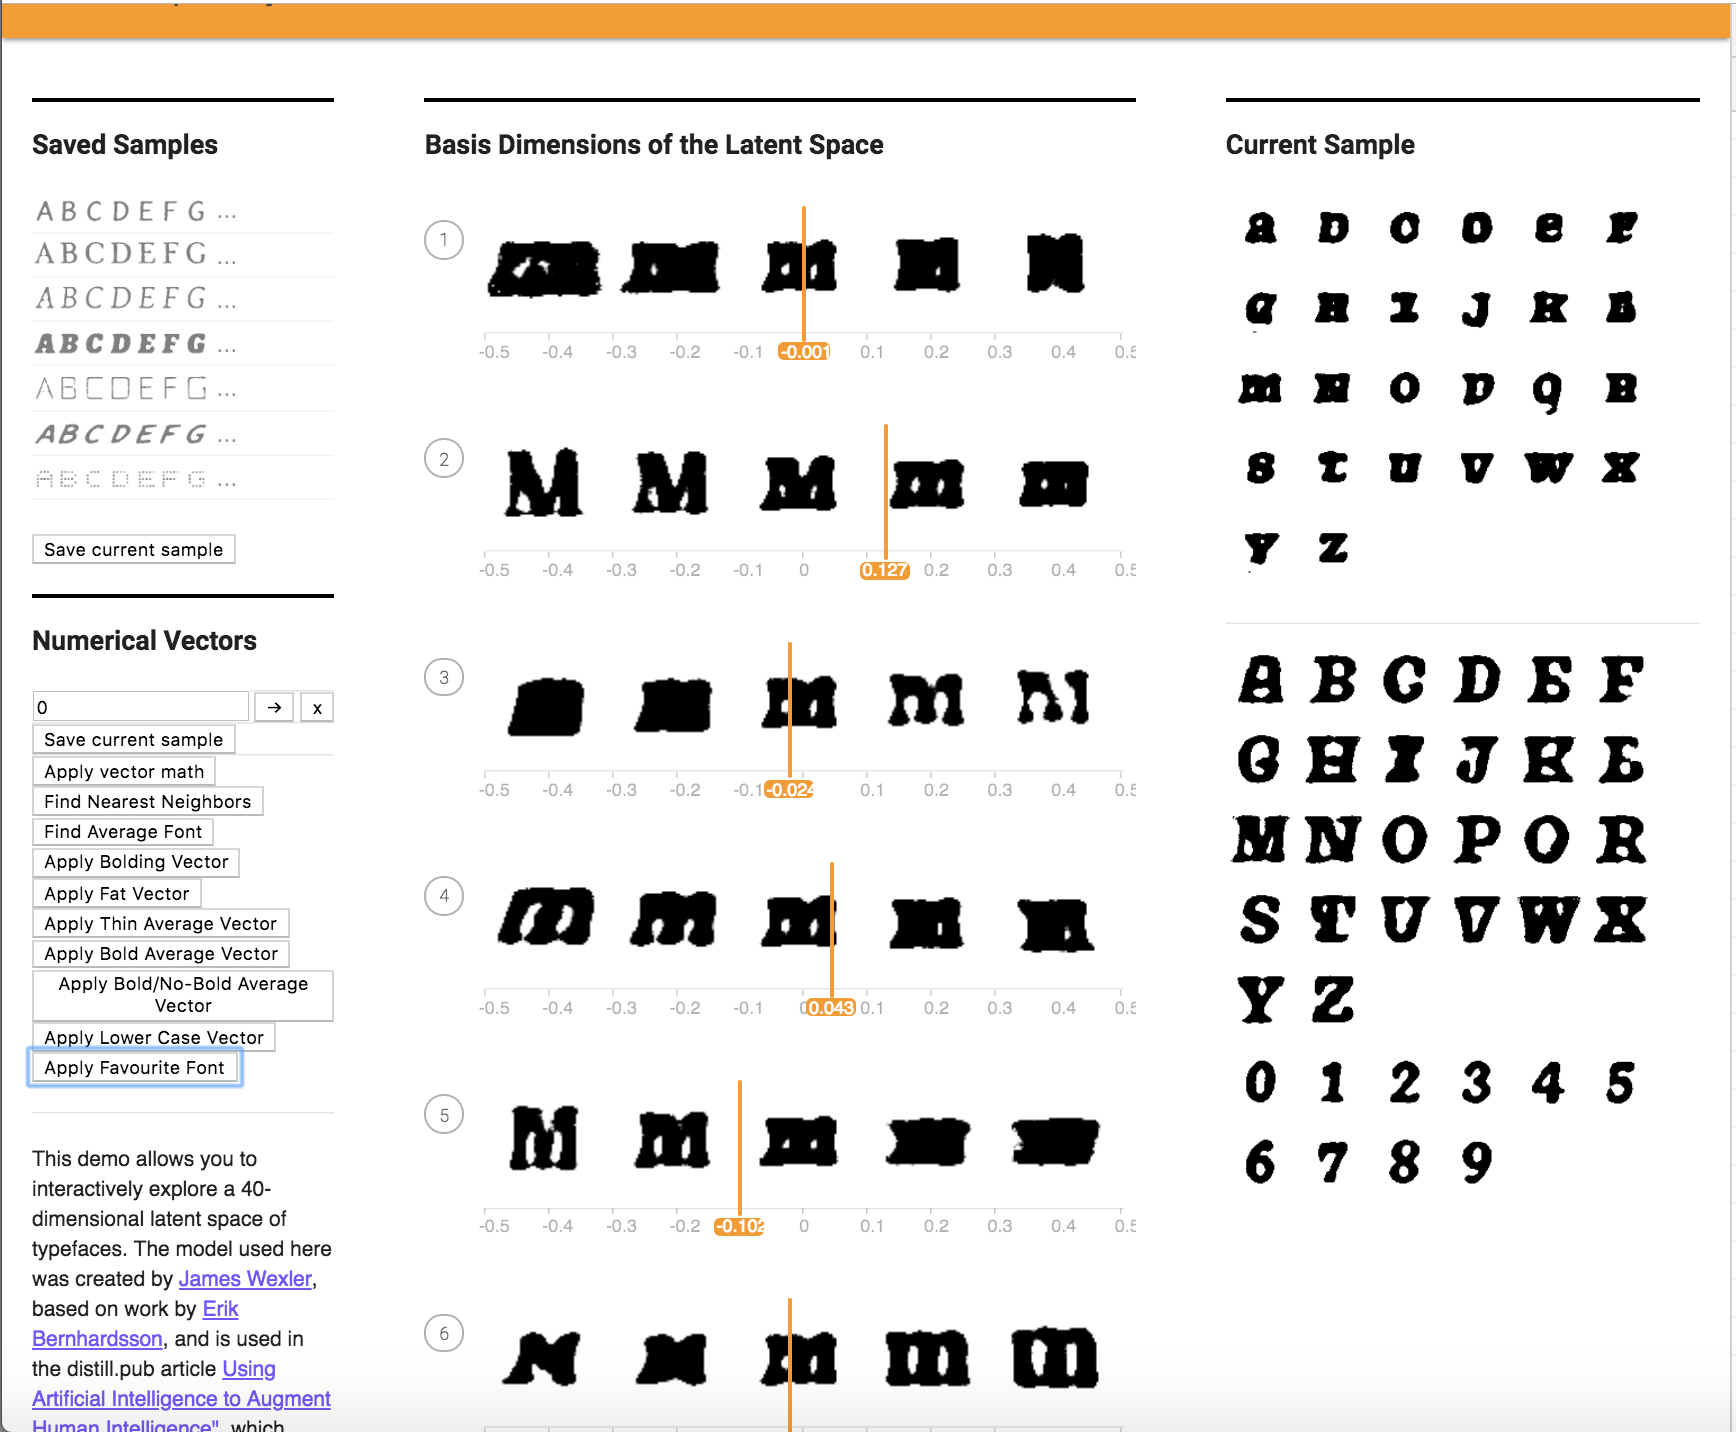 Saved Samples
A B C D E F G ...
A B C D E F G ...
A B C D E F G ...
A B C D E F G ...
A B C D E F G ...
A B C D E F G ...
A B C D E F G ...
Save current sample
Numerical Vectors
0 → x
Save current sample
Apply vector math
Find Nearest Neighbors
Find Average Font
Apply Bolding Vector
Apply Fat Vector
Apply Thin Average Vector
Apply Bold Average Vector
Apply Bold/No-Bold Average
Vector
Apply Lower Case Vector
Apply Favourite Font
This demo allows you to
interactively explore a 40-
dimensional latent space of
typefaces. The model used here
was created by James Wexler,
based on work by Erik
Bernhardsson, and is used in
the distill.pub article Using
Artificial Intelligence to Augment
Human Intelligence", which
Basis Dimensions of the Latent Space
1
m
-0.5 -0.4 -0.3 -0.2 -0.1 -0.001 0.1 0.2 0.3 0.4 0.5
2
M M M m m
-0.5 -0.4 -0.3 -0.2 -0.1 0 0.127 0.2 0.3 0.4 0.5
3
m m
-0.5 -0.4 -0.3 -0.2 -0.1 -0.024 0.1 0.2 0.3 0.4 0.5
4
m m m m
-0.5 -0.4 -0.3 -0.2 -0.1 0 0.043 0.1 0.2 0.3 0.4 0.5
5
M m m
-0.5 -0.4 -0.3 -0.2 -0.102 0 0.1 0.2 0.3 0.4 0.5
6
m m m
Current Sample
a D C O e F
G H I J K B
m N O D Q R
S t U V W X
Y Z
A B C D E F
G H I J K L
M N O P O R
S T U V W X
Y Z
0 1 2 3 4 5
6 7 8 9